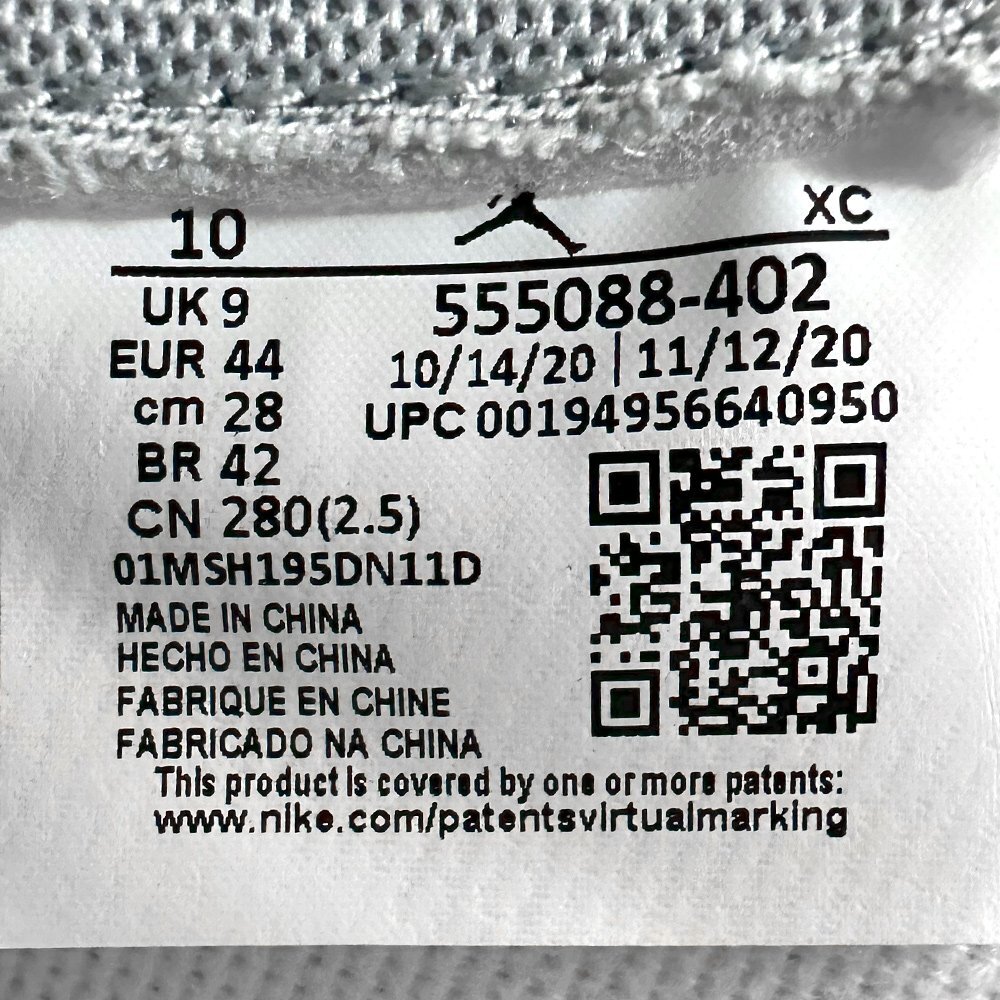 10 XC
UK 9
555088-402
EUR 44
10/14/20 | 11/12/20
cm 28
UPC 00194956640950
BR 42
CN 280(2.5)
01MSH195DN11D
MADE IN CHINA
HECHO EN CHINA
FABRIQUE EN CHINE
FABRICADO NA CHINA
This product is covered by one or more patents:
www.nike.com/patentsvirtualmarking